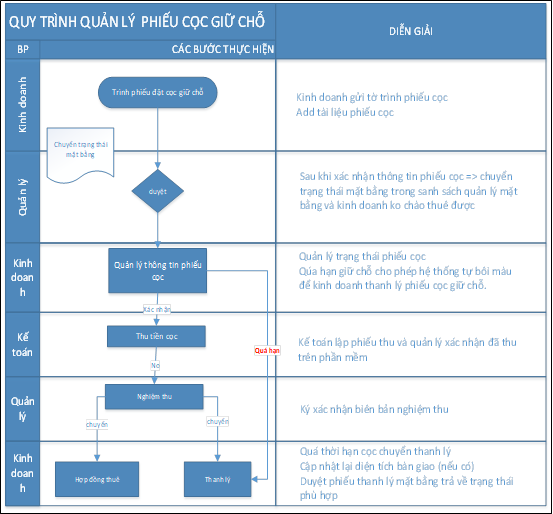 QUY TRÌNH QUẢN LÝ PHIẾU CỌC GIỮ CHỖ
DIỄN GIẢI
BP
CÁC BƯỚC THỰC HIỆN
Kinh doanh
Trình phiếu đặt cọc giữ chỗ
Kinh doanh gửi tờ trình phiếu cọc
Add tài liệu phiếu cọc
Chuyển trạng thái
mặt bằng
Quản lý
duyệt
Sau khi xác nhận thông tin phiếu cọc => chuyển
trạng thái mặt bằng trong sanh sách quản lý mặt
bằng và kinh doanh ko chào thuê được
Kinh
doan
h
Quản lý thông tin phiếu
cọc
Quản lý trạng thái phiếu cọc
Qúa hạn giữ chỗ cho phép hệ thống tự bôi màu
để kinh doanh thanh lý phiếu cọc giữ chỗ.
Xác nhận
Kế
toán
Thu tiền cọc
Quá hạn
Kế toán lập phiếu thu và quản lý xác nhận đã thu
trên phần mềm
No
Quản
lý
Nghiệm thu
Ký xác nhận biên bản nghiệm thu
chuyển
chuyển
Kinh
doan
h
Hợp đồng thuê
Thanh lý
Quá thời hạn cọc chuyển thanh lý
Cập nhật lại diện tích bàn giao (nếu có)
Duyệt phiếu thanh lý mặt bằng trả về trạng thái
phù hợp